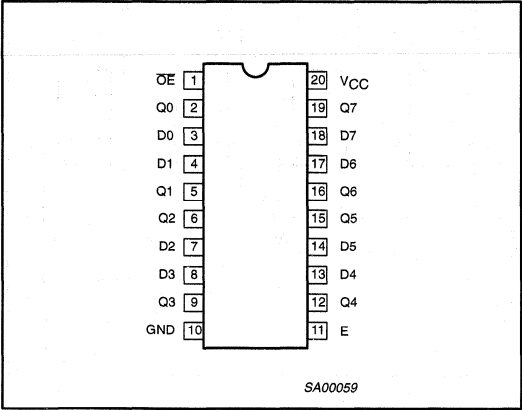 OE 1 20 VCC
Q0 2 19 Q7
D0 3 18 D7
D1 4 17 D6
Q1 5 16 Q6
Q2 6 15 Q5
D2 7 14 D5
D3 8 13 D4
Q3 9 12 Q4
GND 10 11 E
SA00059